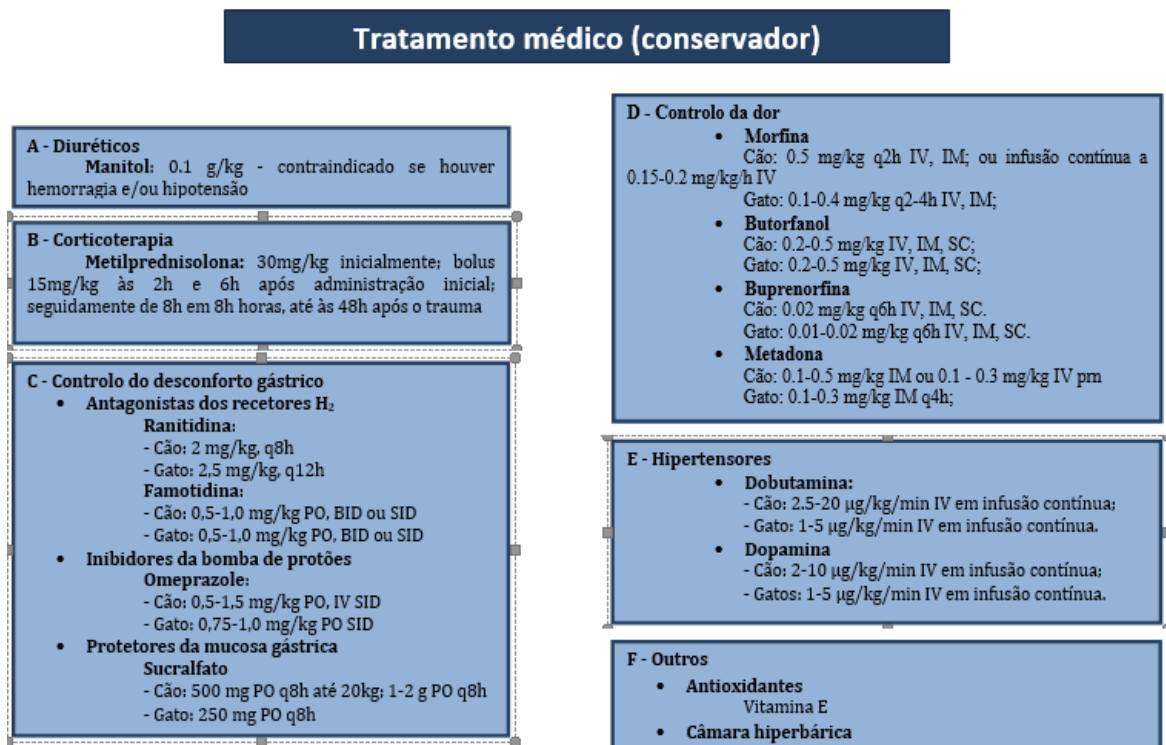 Tratamento médico (conservador)
A - Diuréticos
Manitol: 0.1 g/kg - contraindicado se houver
hemorragia e/ou hipotensão
B - Corticoterapia
Metilprednisolona: 30mg/kg inicialmente; bolus
15mg/kg às 2h e 6h após administração inicial;
seguidamente de 8h em 8h horas, até às 48h após o trauma
C - Controlo do desconforto gástrico
• Antagonistas dos recetores H₂
Ranitidina:
- Cão: 2 mg/kg, q8h
- Gato: 2,5 mg/kg, q12h
Famotidina:
- Cão: 0,5-1,0 mg/kg PO, BID ou SID
- Gato: 0,5-1,0 mg/kg PO, BID ou SID
• Inibidores da bomba de protões
Omeprazole:
- Cão: 0,5-1,5 mg/kg PO, IV SID
- Gato: 0,75-1,0 mg/kg PO SID
• Protetores da mucosa gástrica
Sucralfato
- Cão: 500 mg PO q8h até 20kg; 1-2 g PO q8h
- Gato: 250 mg PO q8h
D - Controlo da dor
• Morfina
Cão: 0.5 mg/kg q2h IV, IM; ou infusão contínua a
0.15-0.2 mg/kg/h IV
Gato: 0.1-0.4 mg/kg q2-4h IV, IM;
• Butorfanol
Cão: 0.2-0.5 mg/kg IV, IM, SC;
Gato: 0.2-0.5 mg/kg IV, IM, SC;
• Buprenorfina
Cão: 0.02 mg/kg q6h IV, IM, SC.
Gato: 0.01-0.02 mg/kg q6h IV, IM, SC.
• Metadona
Cão: 0.1-0.5 mg/kg IM ou 0.1 - 0.3 mg/kg IV prn
Gato: 0.1-0.3 mg/kg IM q4h;
E - Hipertensores
• Dobutamina:
- Cão: 2.5-20 µg/kg/min IV em infusão contínua;
- Gato: 1-5 µg/kg/min IV em infusão contínua.
• Dopamina
- Cão: 2-10 µg/kg/min IV em infusão contínua;
- Gatos: 1-5 µg/kg/min IV em infusão contínua.
F - Outros
• Antioxidantes
Vitamina E
• Câmara hiperbárica